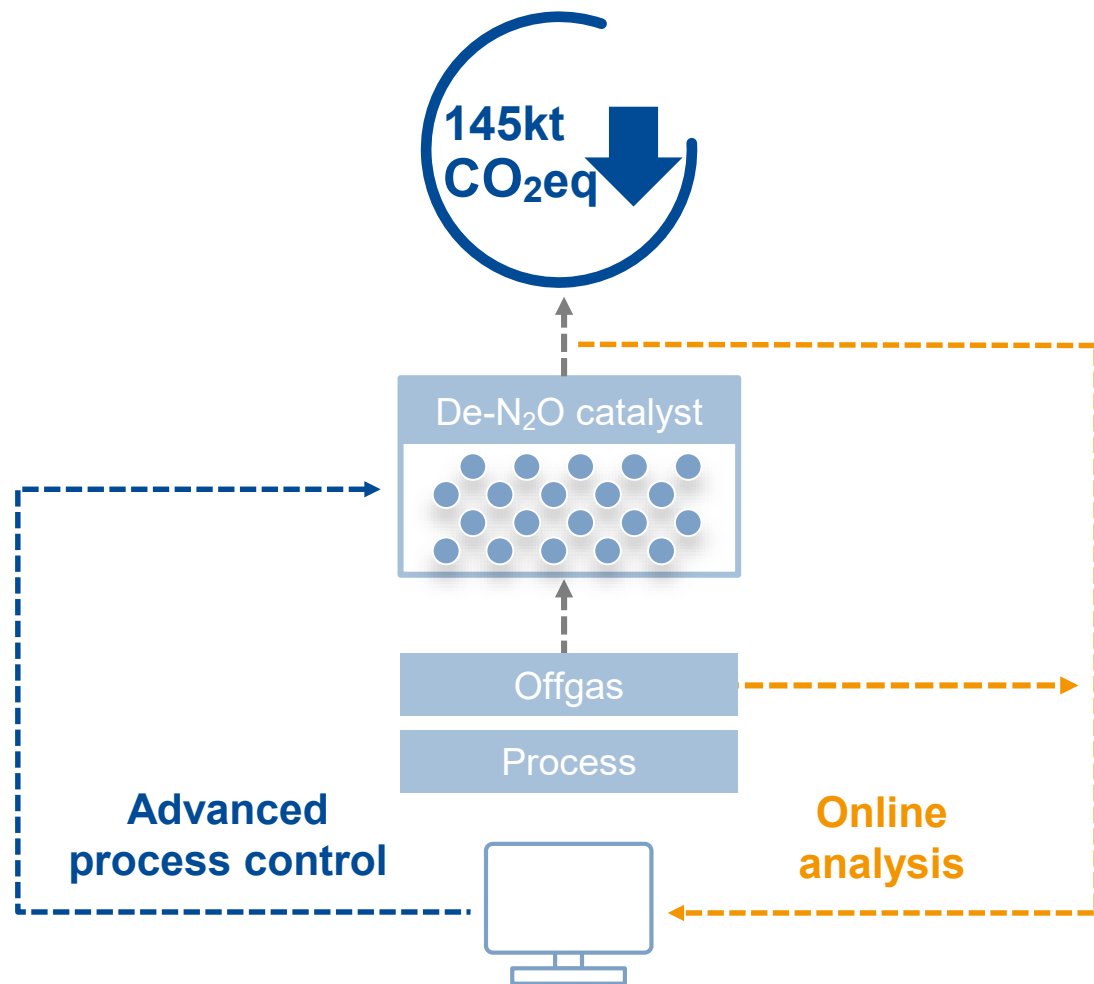 145kt
CO₂eq
De-N₂O catalyst
Offgas
Process
Advanced
process control
Online
analysis